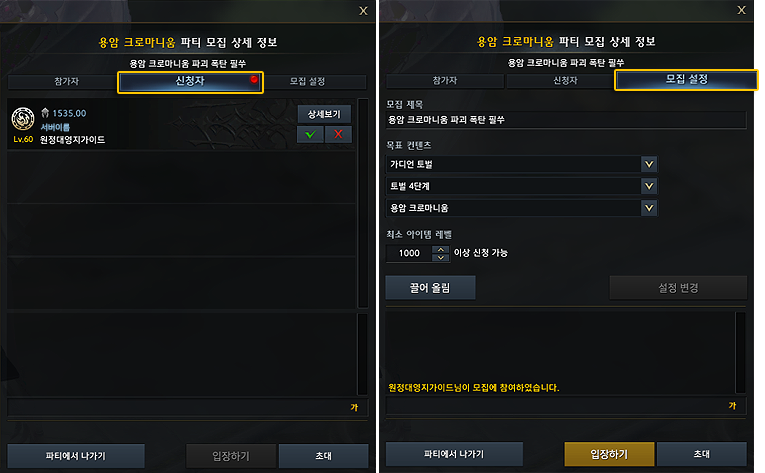 X
용암 크로마니움 파티 모집 상세 정보
용암 크로마니움 파괴 폭탄 필쑤
참가자 신청자 모집 설정
1535.00 상세보기
서버이름
Lv.60 원정대영지가이드
가
파티에서 나가기 입장하기 초대
X
용암 크로마니움 파티 모집 상세 정보
용암 크로마니움 파괴 폭탄 필쑤
참가자 신청자 모집 설정
모집 제목
용암 크로마니움 파괴 폭탄 필쑤
목표 컨텐츠
가디언 토벌
토벌 4단계
용암 크로마니움
최소 아이템 레벨
1000 이상 신청 가능
끌어 올림 설정 변경
원정대영지가이드님이 모집에 참여하였습니다.
가
파티에서 나가기 입장하기 초대